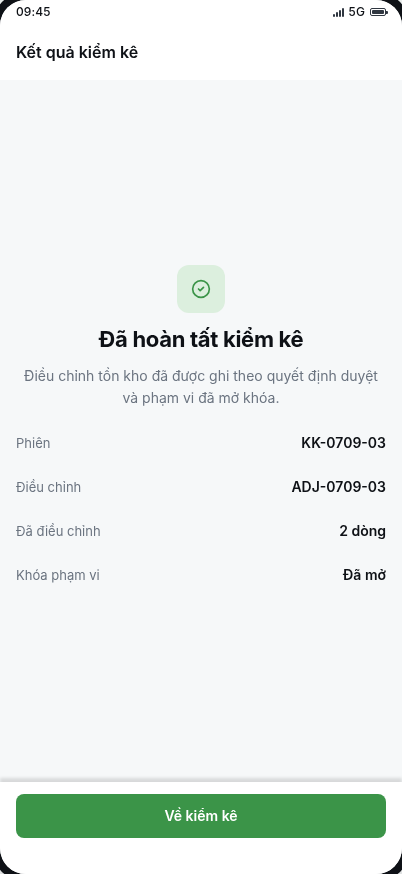 09:45
5G
Kết quả kiểm kê
Đã hoàn tất kiểm kê
Điều chỉnh tồn kho đã được ghi theo quyết định duyệt
và phạm vi đã mở khóa.
Phiên KK-0709-03
Điều chỉnh ADJ-0709-03
Đã điều chỉnh 2 dòng
Khóa phạm vi Đã mở
Về kiểm kê